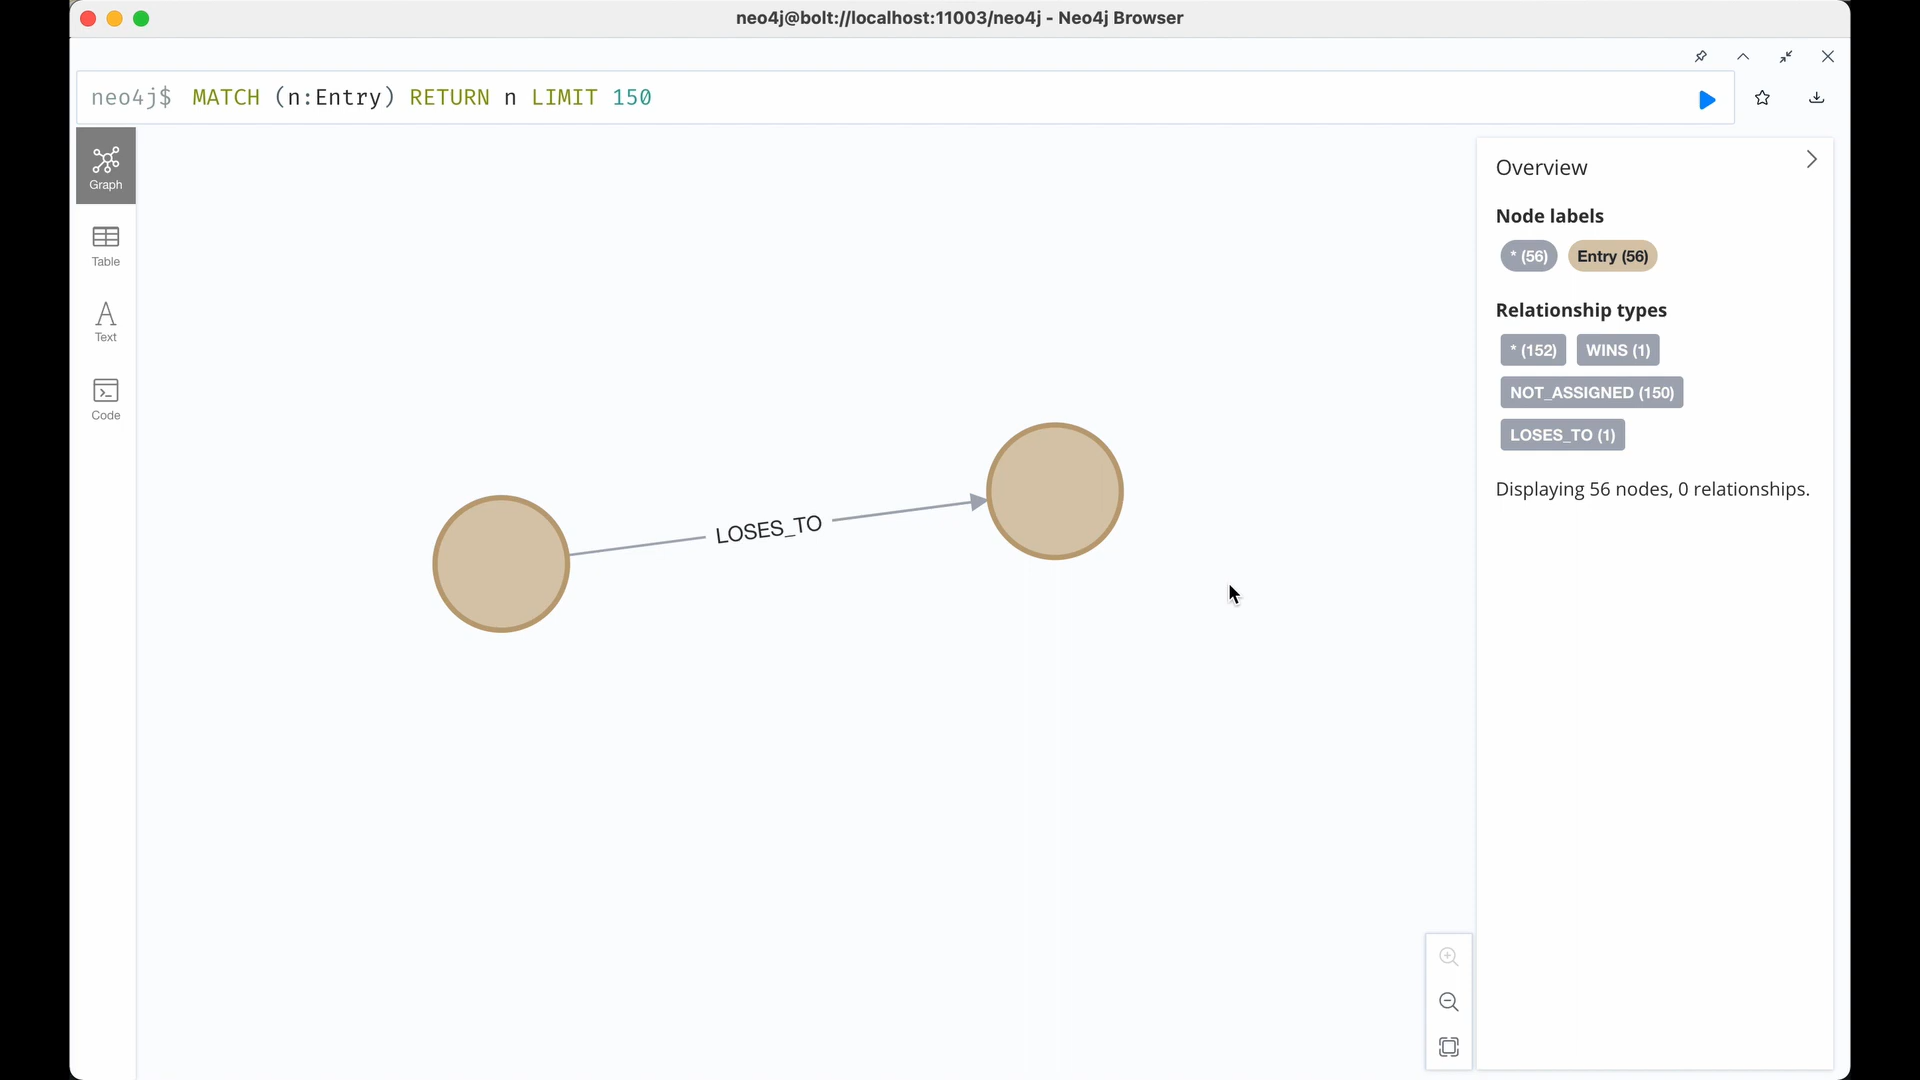 neo4j@bolt://localhost:11003/neo4j - Neo4j Browser
neo4j$ MATCH (n:Entry) RETURN n LIMIT 150
Graph
Table
Text
Code
LOSES_TO
Overview
Node labels
* (56) Entry (56)
Relationship types
* (152) WINS (1)
NOT_ASSIGNED (150)
LOSES_TO (1)
Displaying 56 nodes, 0 relationships.